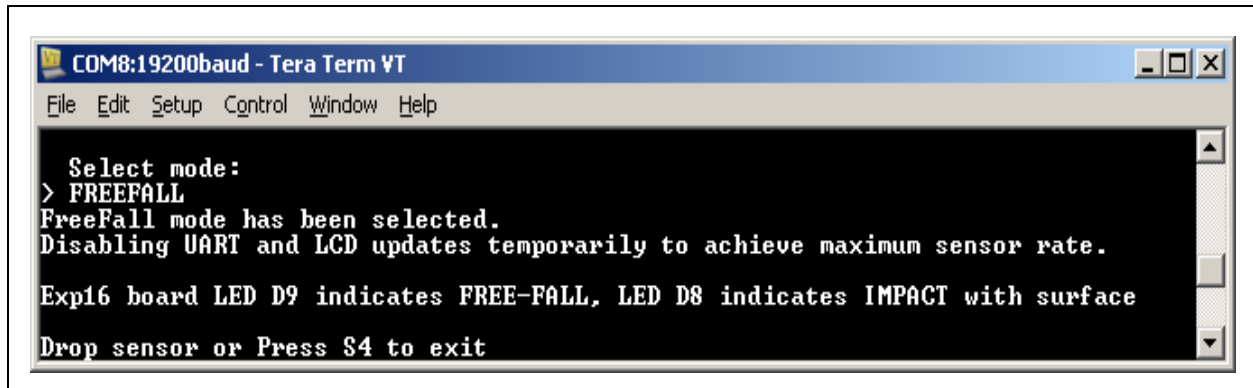 COM8:19200baud - Tera Term VT
File Edit Setup Control Window Help
Select mode:
> FREEFALL
FreeFall mode has been selected.
Disabling UART and LCD updates temporarily to achieve maximum sensor rate.
Exp16 board LED D9 indicates FREE-FALL, LED D8 indicates IMPACT with surface
Drop sensor or Press S4 to exit